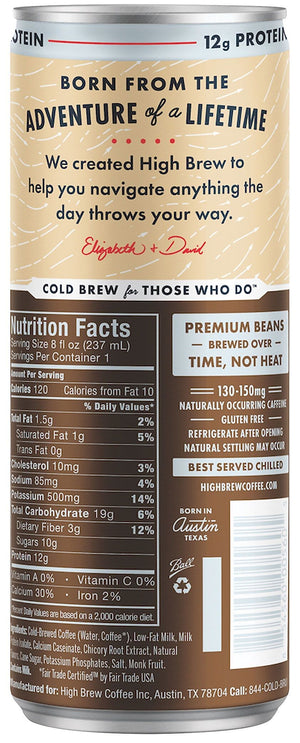 OTEIN
12g PROTEIN
BORN FROM THE
ADVENTURE of a LIFETIME
We created High Brew to
help you navigate anything the
day throws your way.
Elizabeth + David
COLD BREW for THOSE WHO DO™
Nutrition Facts
Serving Size 8 fl oz (237 mL)
Servings Per Container 1
Amount Per Serving
Calories 120 Calories from Fat 10
% Daily Values*
Total Fat 1.5g 2%
Saturated Fat 1g 5%
Trans Fat 0g
Cholesterol 10mg 3%
Sodium 85mg 4%
Potassium 500mg 14%
Total Carbohydrate 19g 6%
Dietary Fiber 3g 12%
Sugars 10g
Protein 12g
Vitamin A 0% • Vitamin C 0%
Calcium 30% • Iron 2%
*Percent Daily Values are based on a 2,000 calorie diet.
Ingredients: Cold-Brewed Coffee (Water, Coffee*), Low-Fat Milk, Milk
Calcium Caseinate, Chicory Root Extract, Natural
Cane Sugar, Potassium Phosphates, Salt, Monk Fruit.
Contains Milk. *Fair Trade Certified™ by Fair Trade USA
Manufactured for: High Brew Coffee Inc, Austin, TX 78704 Call: 844-COLD-BR
PREMIUM BEANS
BREWED OVER
TIME, NOT HEAT
130-150mg
NATURALLY OCCURRING CAFFEINE
GLUTEN FREE
REFRIGERATE AFTER OPENING
NATURAL SETTLING MAY OCCUR
BEST SERVED CHILLED
HIGHBREWCOFFEE.COM
BORN IN
Austin
TEXAS
Ball